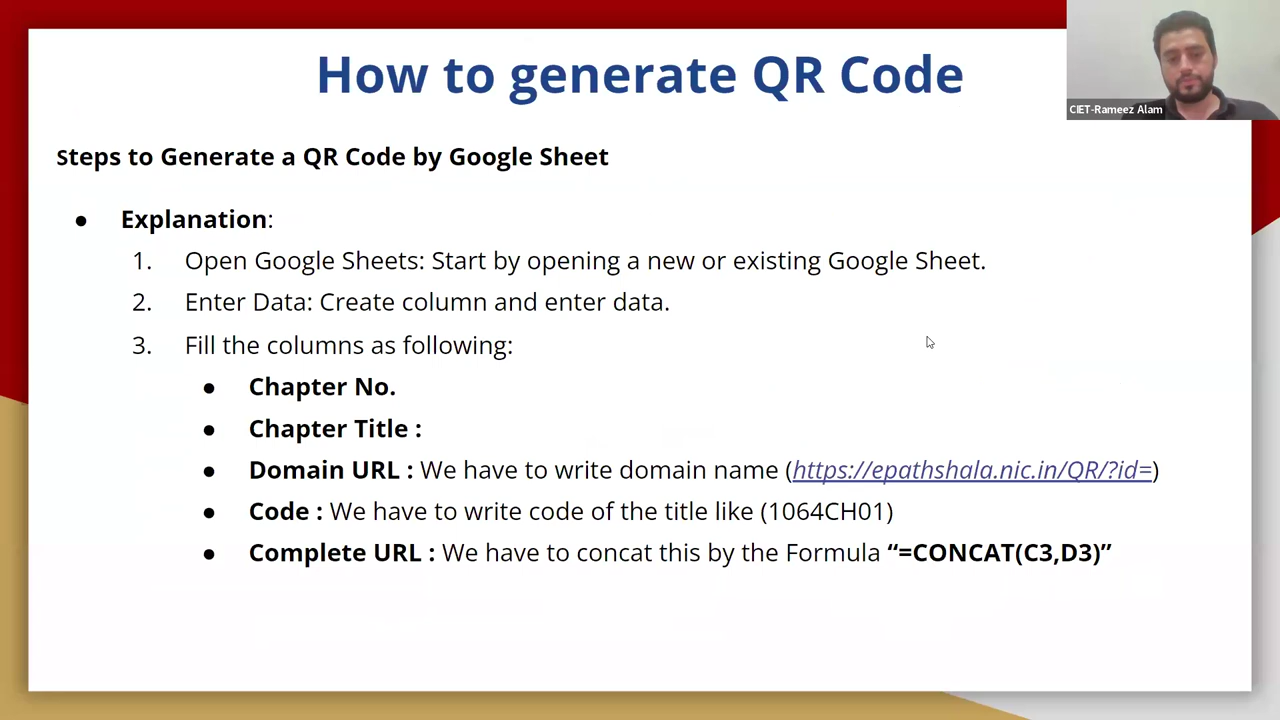 How to generate QR Code
CIET-Rameez Alam
Steps to Generate a QR Code by Google Sheet
● Explanation:
1. Open Google Sheets: Start by opening a new or existing Google Sheet.
2. Enter Data: Create column and enter data.
3. Fill the columns as following:
● Chapter No.
● Chapter Title :
● Domain URL : We have to write domain name (https://epathshala.nic.in/QR/?id=)
● Code : We have to write code of the title like (1064CH01)
● Complete URL : We have to concat this by the Formula “=CONCAT(C3,D3)”